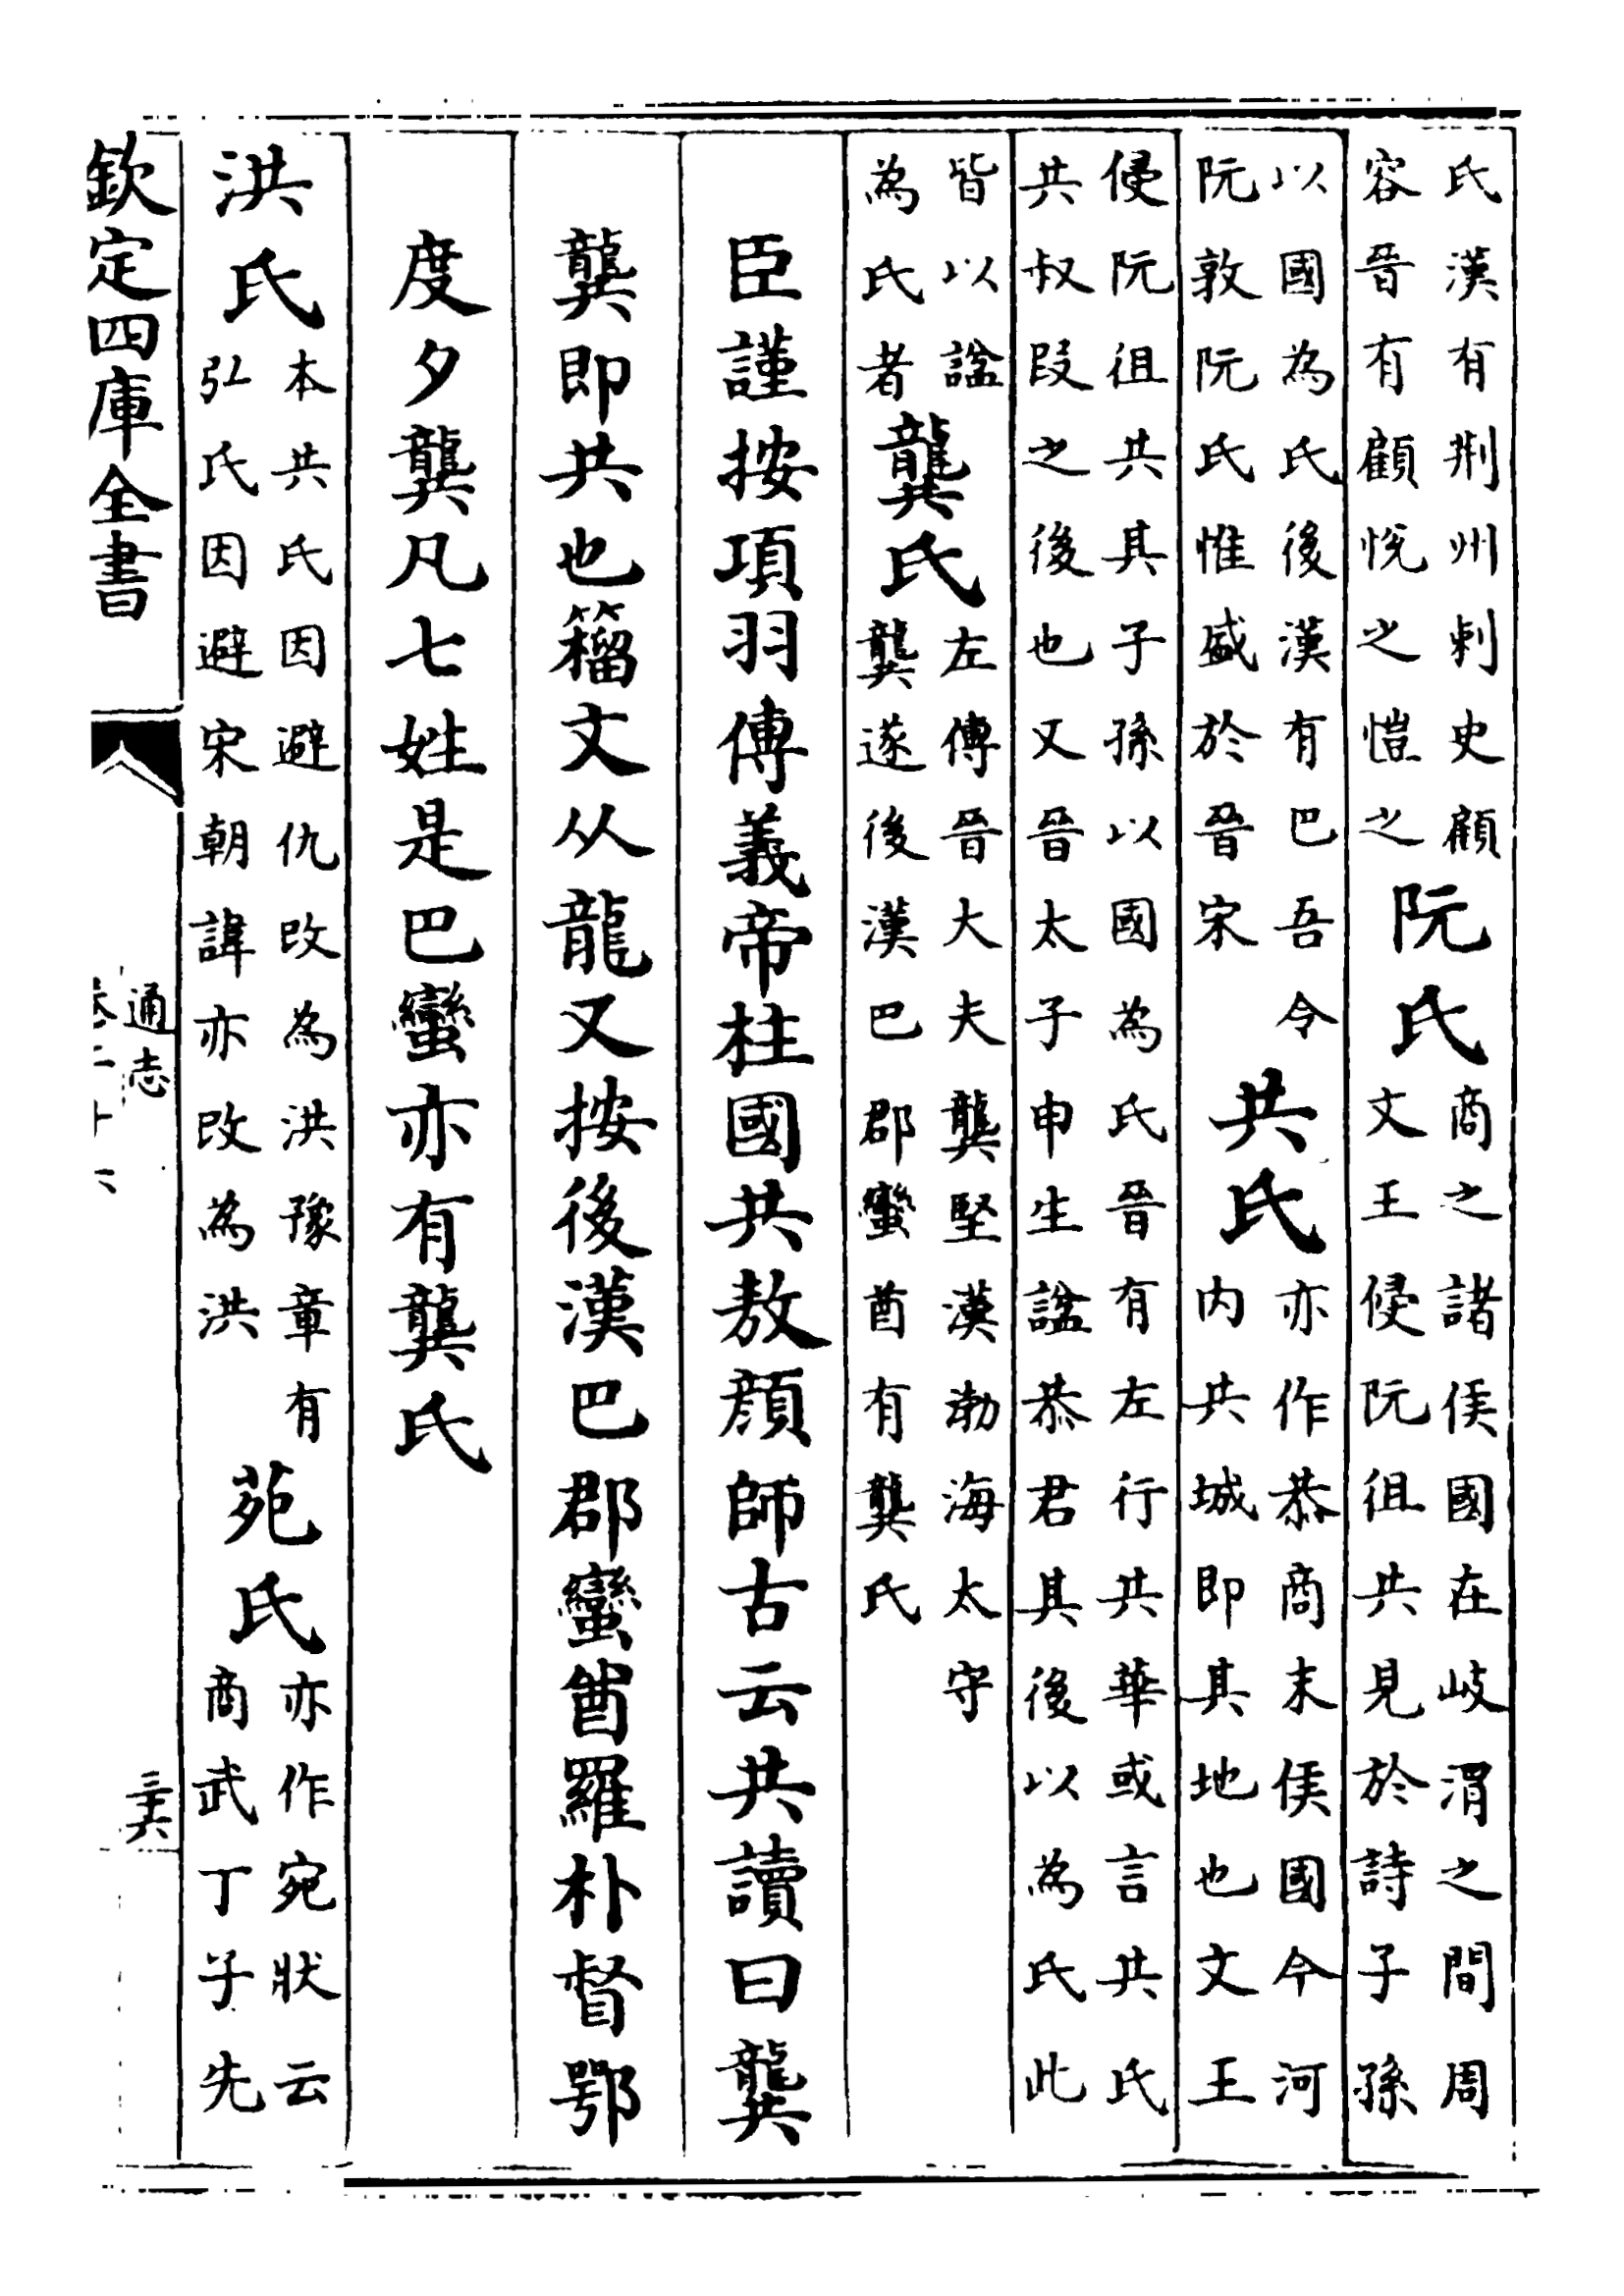 氏漢有荆州刺史顧
容晉有顧悦之愷之
阮氏
商之諸侯國在岐渭之間周
文王侵阮徂共見於詩子孫
以國為氏後漢有巴吾令
阮敦阮氏惟盛於晉宋
共氏
亦作恭商末侯國今河
内共城即其地也文王
侵阮徂共其子孫以國為氏晉有左行共華或言共氏
共叔段之後也又晉太子申生諡恭君其後以為氏此
皆以諡
為氏者
龔氏
左傳晉大夫龔堅漢渤海太守
龔遂後漢巴郡蠻酋有龔氏
臣謹按項羽傳義帝柱國共敖顔師古云共讀曰龔
龔即共也籀文从龍又按後漢巴郡蠻酋羅朴督鄂
度夕龔凡七姓是巴蠻亦有龔氏
洪氏
本共氏因避仇改為洪豫章有
弘氏因避宋朝諱亦改為洪
苑氏
亦作宛狀云
商武丁子先
欽定四庫全書
通志
三六